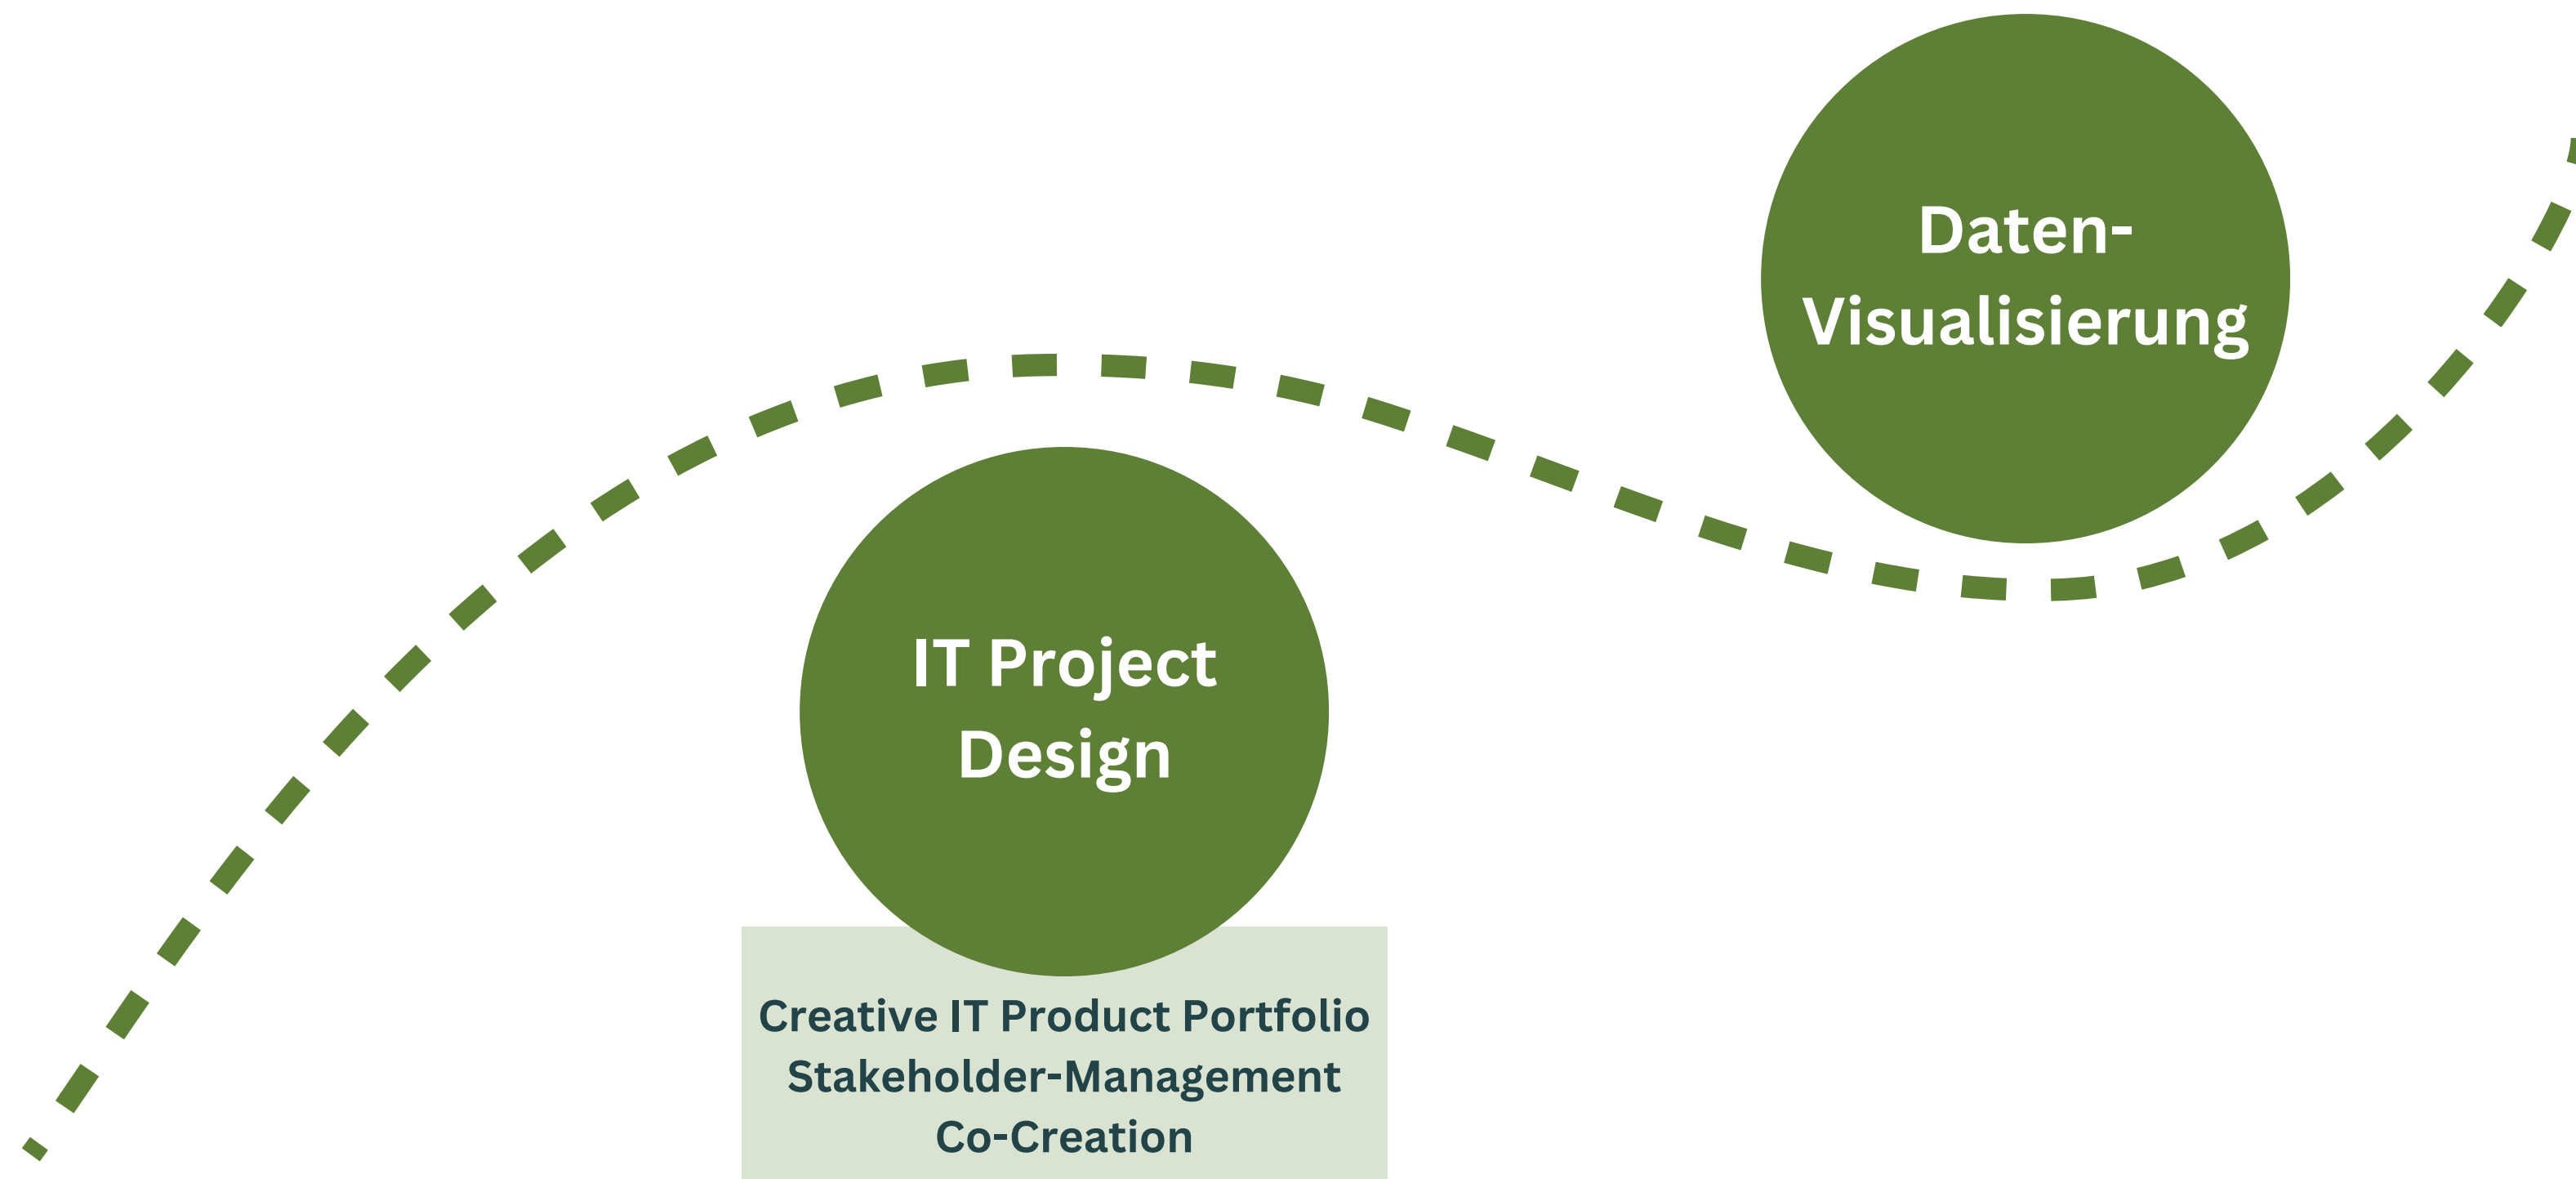 Daten-
Visualisierung
IT Project
Design
Creative IT Product Portfolio
Stakeholder-Management
Co-Creation